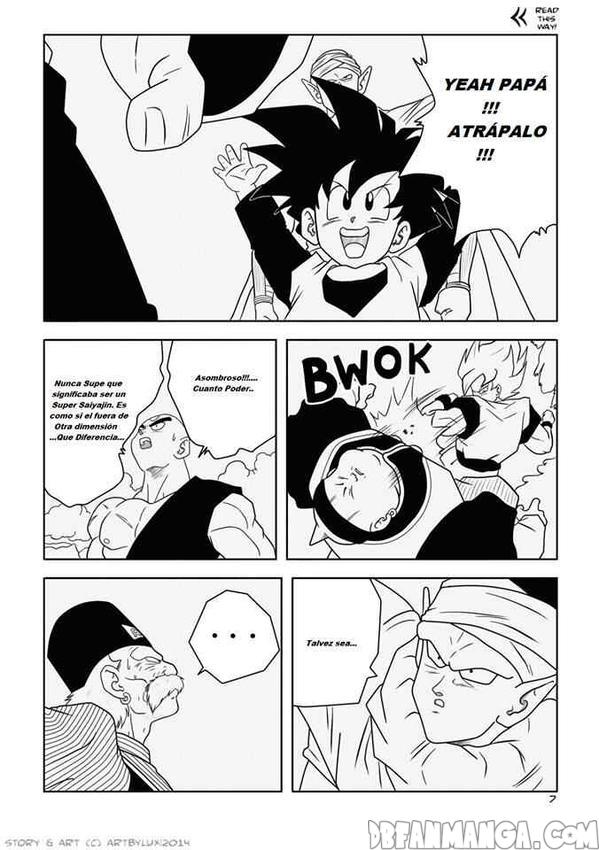 READ
THIS
WAY!
YEAH PAPÁ
!!!
ATRÁPALO
!!!
BWOK
Asombroso!!!....
Cuanto Poder..
Nunca Supe que
significaba ser un
Super Saiyajin. Es
como si el fuera de
Otra dimensión
...Que Diferencia...
Talvez sea...
...
7
STORY & ART (C) ARTBYLUX2014
DBFANMANGA.COM